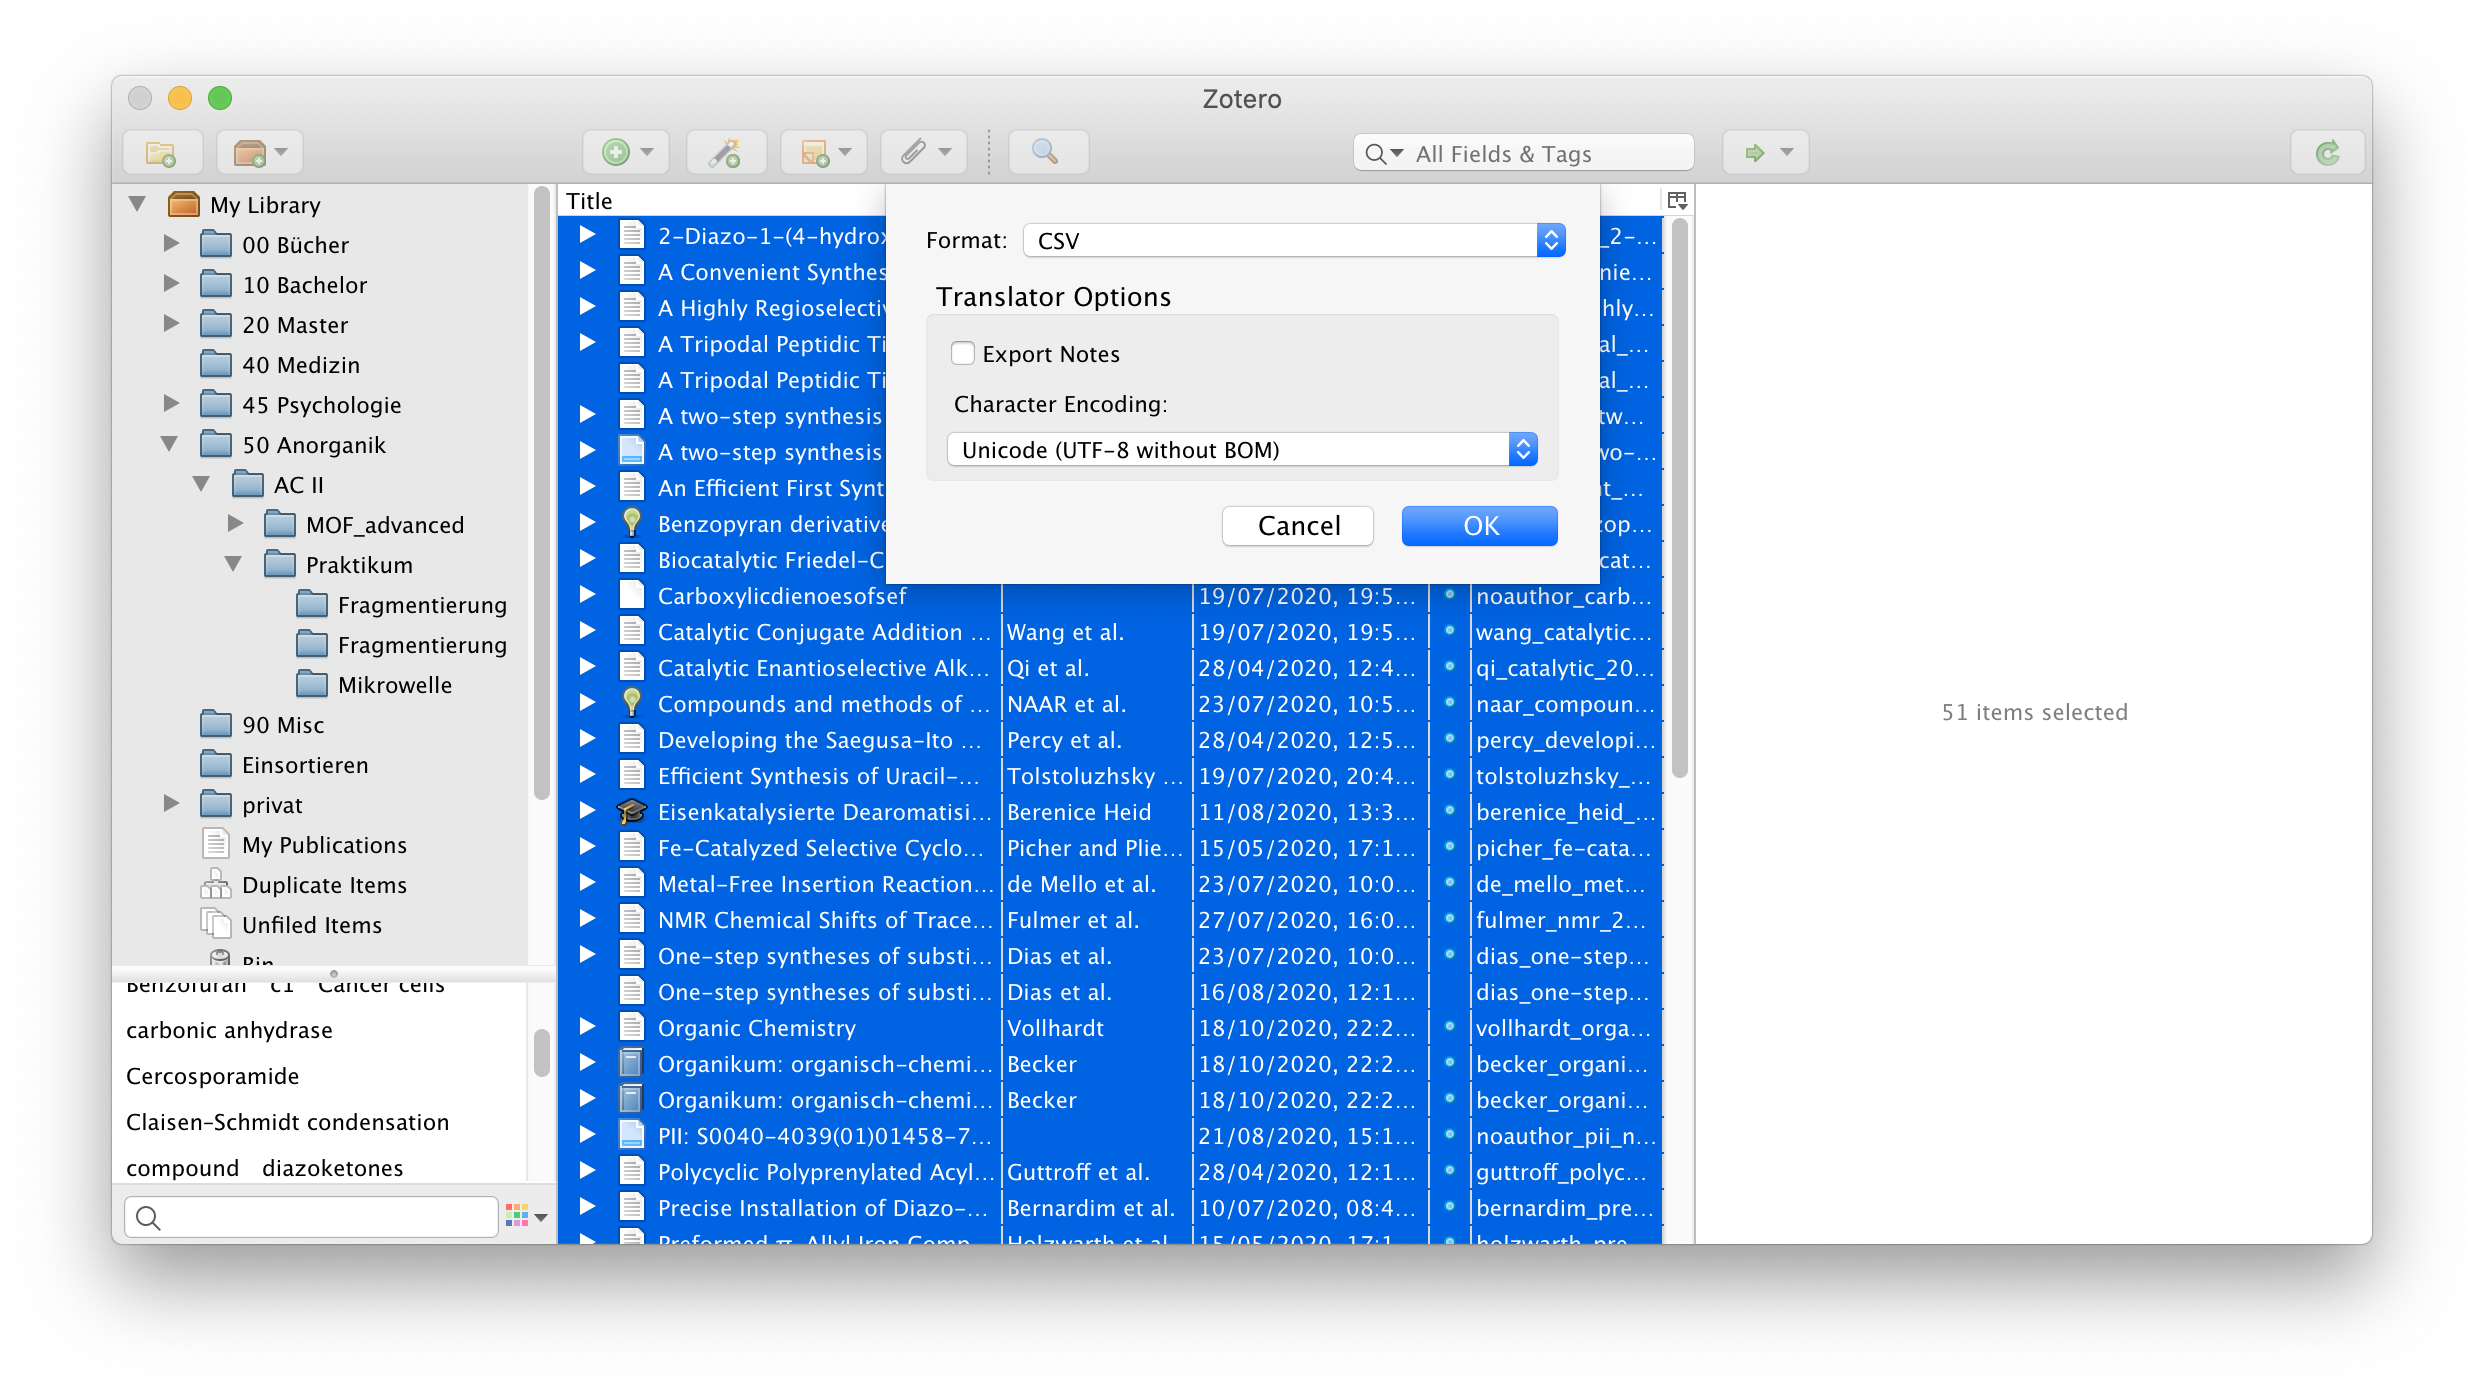 Zotero
All Fields & Tags
My Library
00 Bücher
10 Bachelor
20 Master
40 Medizin
45 Psychologie
50 Anorganik
AC II
MOF_advanced
Praktikum
Fragmentierung
Fragmentierung
Mikrowelle
90 Misc
Einsortieren
privat
My Publications
Duplicate Items
Unfiled Items
Bin
Benzofuran c1 Cancer cells
carbonic anhydrase
Cercosporamide
Claisen-Schmidt condensation
compound diazoketones
Title
2-Diazo-1-(4-hydrox _2-...
A Convenient Synthes nie...
A Highly Regioselectiv hly...
A Tripodal Peptidic Ti al_...
A Tripodal Peptidic Ti al_...
A two-step synthesis tw...
A two-step synthesis wo-...
An Efficient First Synt t_...
Benzopyran derivative zop...
Biocatalytic Friedel-C cat...
Format: CSV
Translator Options
Export Notes
Character Encoding:
Unicode (UTF-8 without BOM)
Cancel OK
Carboxylicdienoesofsef 19/07/2020, 19:5... noauthor_carb...
Catalytic Conjugate Addition ... Wang et al. 19/07/2020, 19:5... wang_catalytic...
Catalytic Enantioselective Alk... Qi et al. 28/04/2020, 12:4... qi_catalytic_20...
Compounds and methods of ... NAAR et al. 23/07/2020, 10:5... naar_compoun...
Developing the Saegusa-Ito ... Percy et al. 28/04/2020, 12:5... percy_developi...
Efficient Synthesis of Uracil-... Tolstoluzhsky ... 19/07/2020, 20:4... tolstoluzhsky_...
Eisenkatalysierte Dearomatisi... Berenice Heid 11/08/2020, 13:3... berenice_heid_...
Fe-Catalyzed Selective Cyclo... Picher and Plie... 15/05/2020, 17:1... picher_fe-cata...
Metal-Free Insertion Reaction... de Mello et al. 23/07/2020, 10:0... de_mello_met...
NMR Chemical Shifts of Trace... Fulmer et al. 27/07/2020, 16:0... fulmer_nmr_2...
One-step syntheses of substi... Dias et al. 23/07/2020, 10:0... dias_one-step...
One-step syntheses of substi... Dias et al. 16/08/2020, 12:1... dias_one-step...
Organic Chemistry Vollhardt 18/10/2020, 22:2... vollhardt_orga...
Organikum: organisch-chemi... Becker 18/10/2020, 22:2... becker_organi...
Organikum: organisch-chemi... Becker 18/10/2020, 22:2... becker_organi...
PII: S0040-4039(01)01458-7... 21/08/2020, 15:1... noauthor_pii_n...
Polycyclic Polyprenylated Acyl... Guttroff et al. 28/04/2020, 12:1... guttroff_polyc...
Precise Installation of Diazo-... Bernardim et al. 10/07/2020, 08:4... bernardim_pre...
Preformed π-Allyl Iron Comp... Holzwarth et al. 15/05/2020, 17:1... holzwarth_pre...
51 items selected